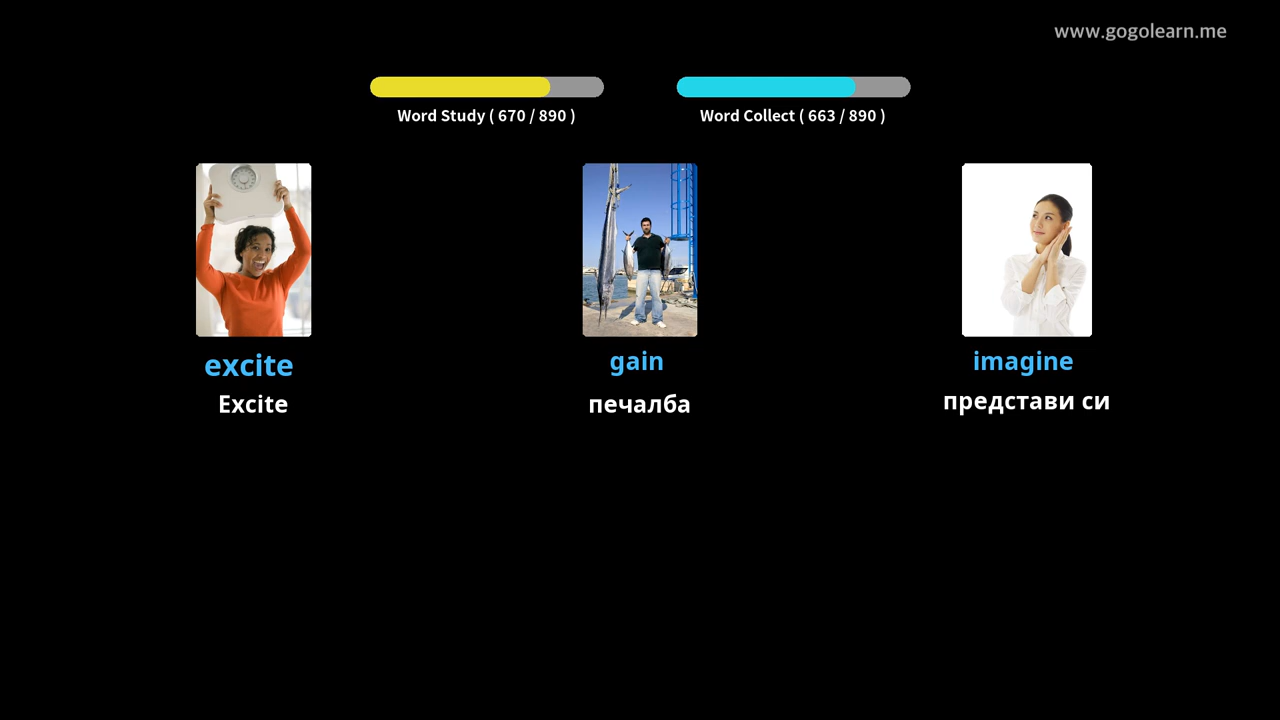 www.gogolearn.me
Word Study ( 670 / 890 )
Word Collect ( 663 / 890 )
excite
Excite
gain
печалба
imagine
представи си